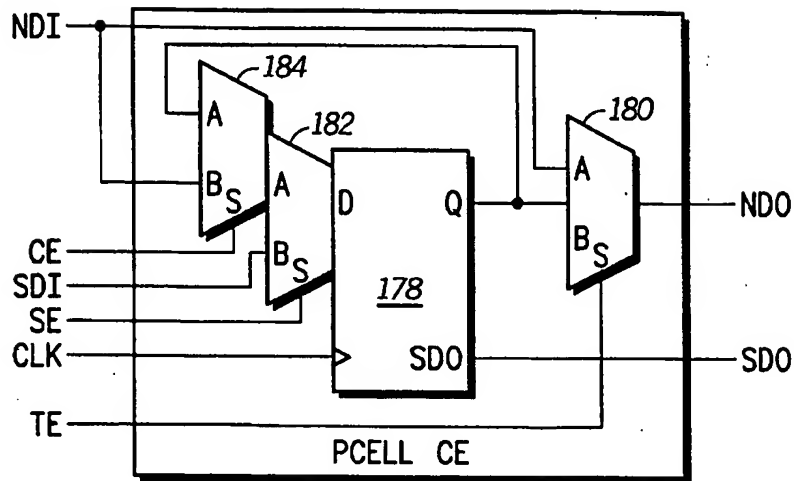 NDI
184
182
180
A
B
S
A
B
S
D
Q
178
SDO
A
B
S
NDO
CE
SDI
SE
CLK
SDO
TE
PCELL CE